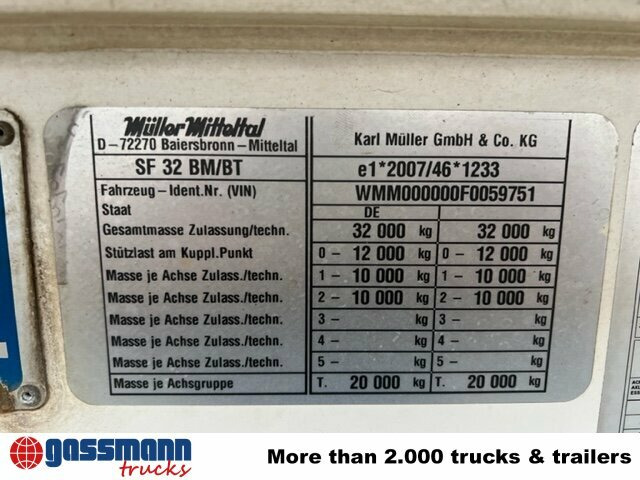 Müller Mitteltal
D-72270 Baiersbronn - Mitteltal
Karl Müller GmbH & Co. KG
SF 32 BM/BT
e1*2007/46*1233
Fahrzeug-Ident.Nr. (VIN)
WMM000000F0059751
Staat
DE
Gesamtmasse Zulassung/techn. 32 000 kg 32 000 kg
Stützlast am Kuppl.Punkt 0- 12 000 kg 0- 12 000 kg
Masse je Achse Zulass./techn. 1- 10 000 kg 1- 10 000 kg
Masse je Achse Zulass./techn. 2- 10 000 kg 2- 10 000 kg
Masse je Achse Zulass./techn. 3- kg 3- kg
Masse je Achse Zulass./techn. 4- kg 4- kg
Masse je Achse Zulass./techn. 5- kg 5- kg
Masse je Achsgruppe T. 20 000 kg T. 20 000 kg
gassmann
trucks
More than 2.000 trucks & trailers